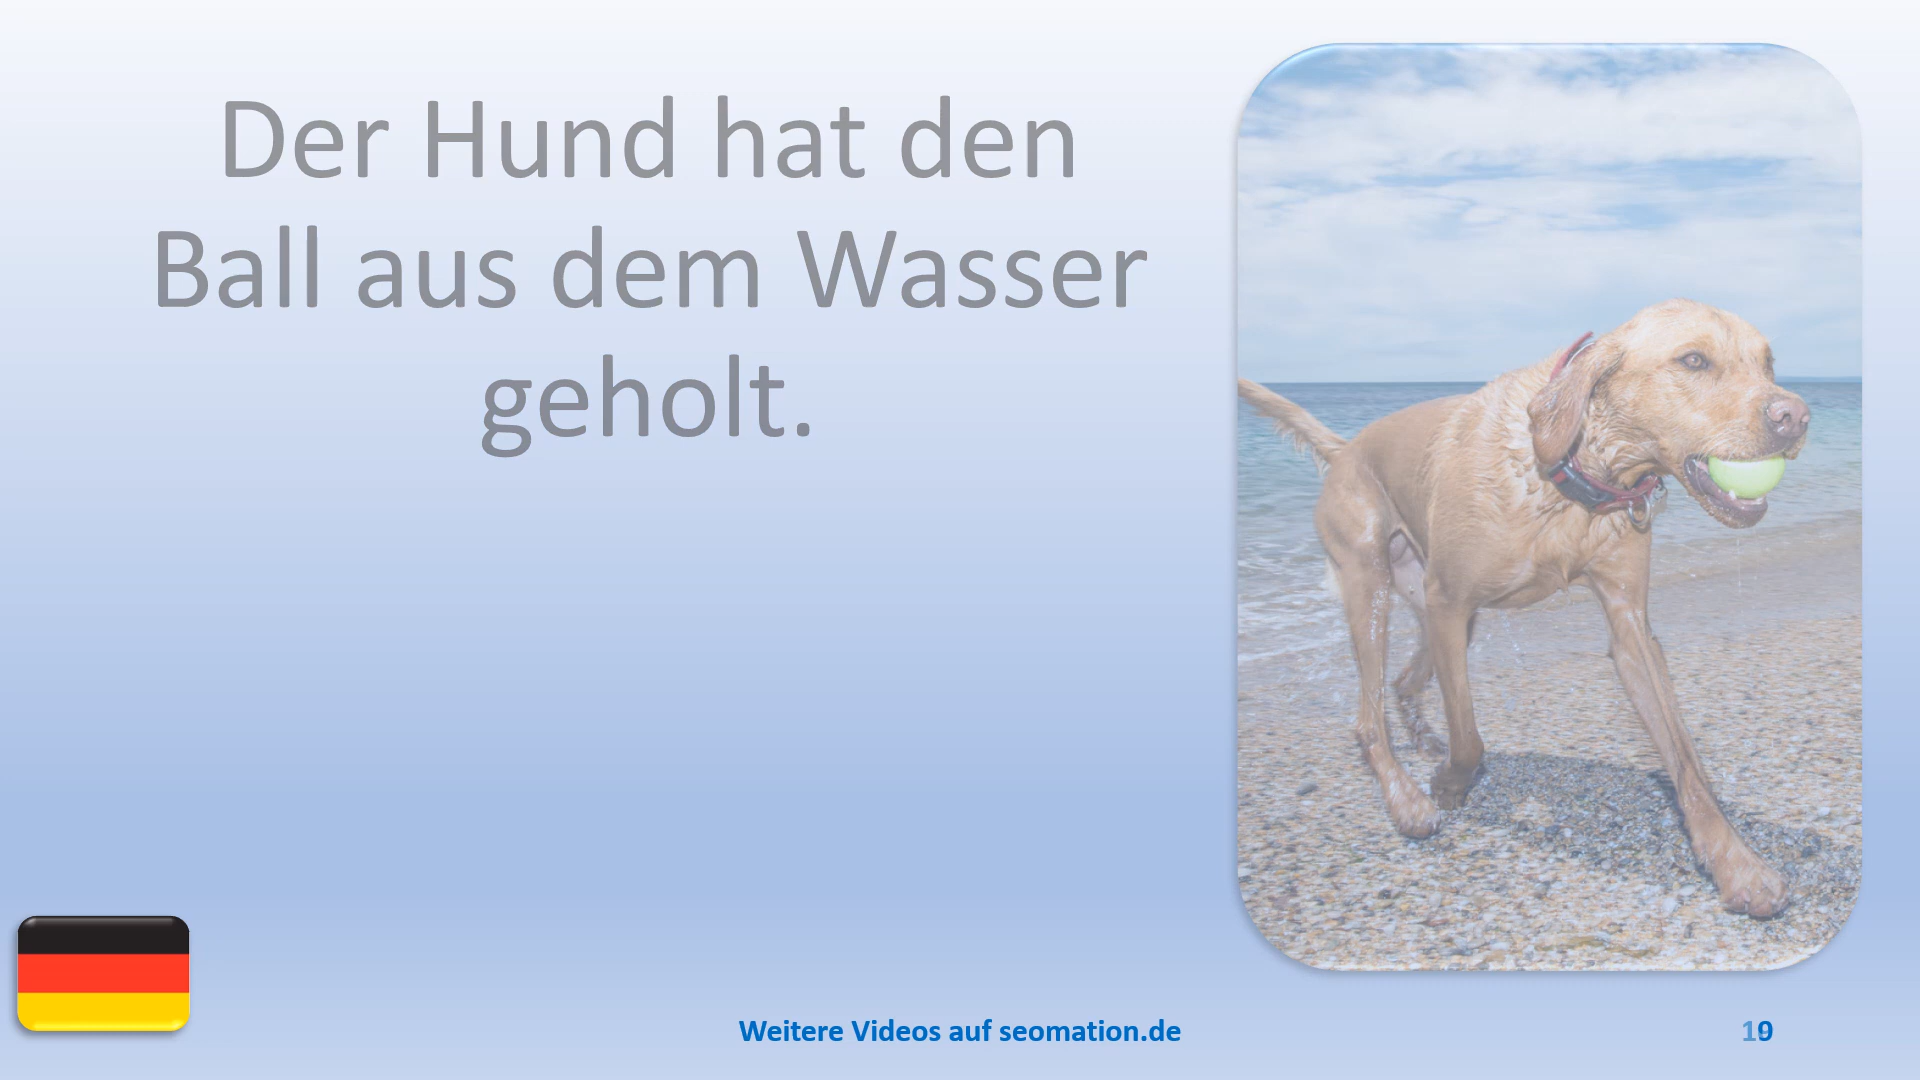 Der Hund hat den
Ball aus dem Wasser
geholt.
Weitere Videos auf seomation.de
19